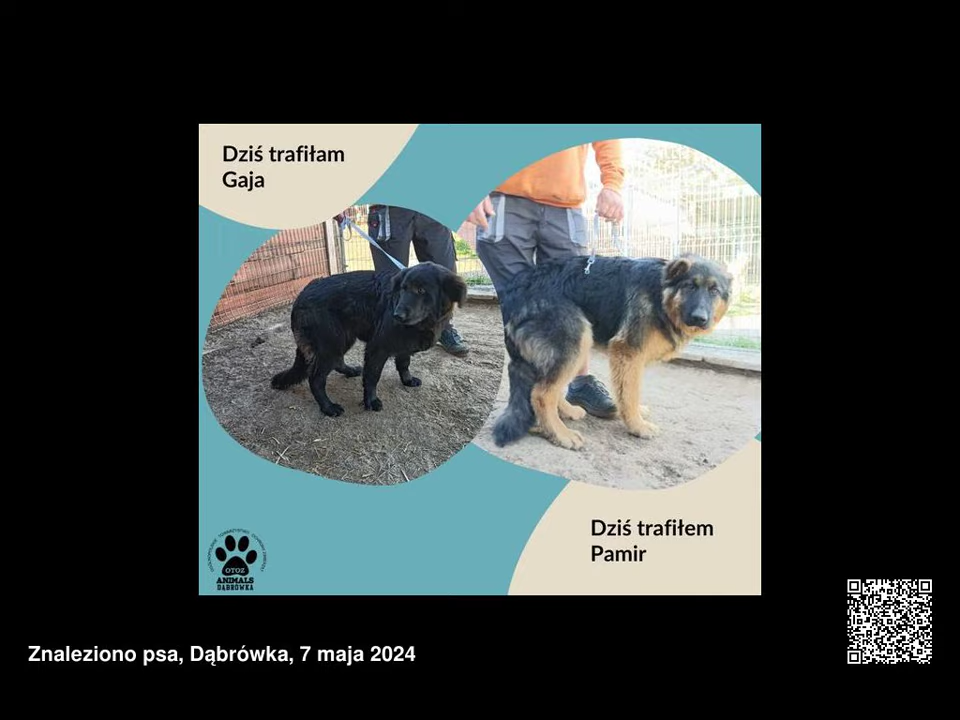 Dziś trafiłam
Gaja
Dziś trafiłem
Pamir
OTOZ
ANIMALS
DĄBRÓWKA
Znaleziono psa, Dąbrówka, 7 maja 2024